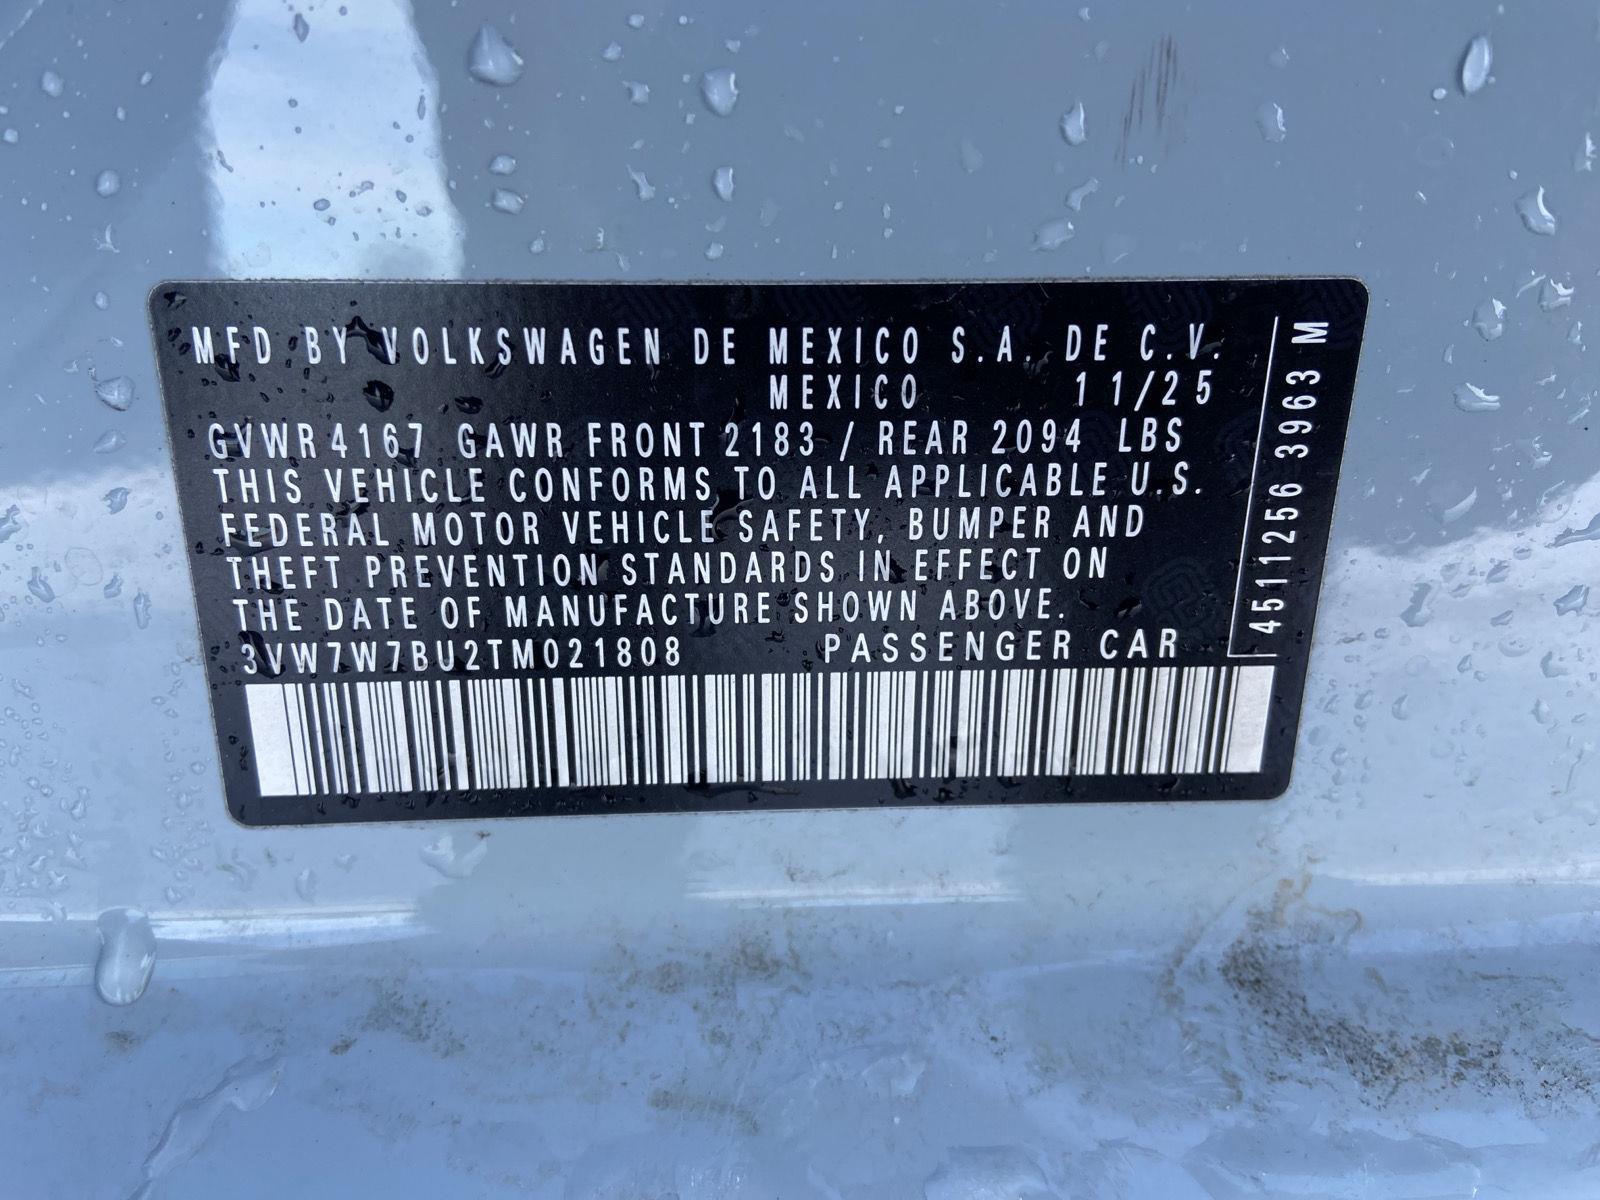 MFD BY VOLKSWAGEN DE MEXICO S.A. DE C.V.
MEXICO 11/25
GVWR 4167 GAWR FRONT 2183 / REAR 2094 LBS
THIS VEHICLE CONFORMS TO ALL APPLICABLE U.S.
FEDERAL MOTOR VEHICLE SAFETY, BUMPER AND
THEFT PREVENTION STANDARDS IN EFFECT ON
THE DATE OF MANUFACTURE SHOWN ABOVE.
3VW7W7BU2TM021808 PASSENGER CAR
4511256 3963 M